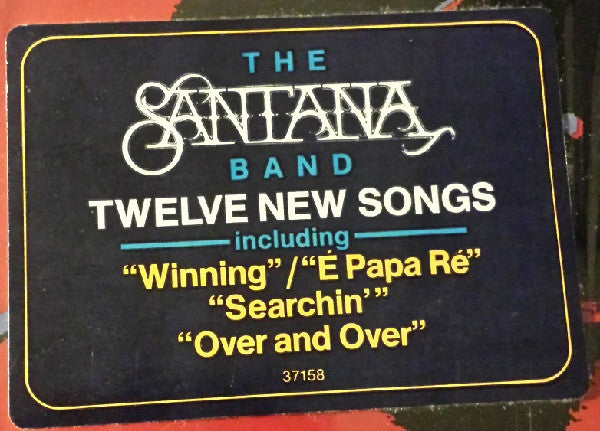 THE
SANTANA
BAND
TWELVE NEW SONGS
including
“Winning”/“É Papa Ré”
“Searchin’”
“Over and Over”
37158